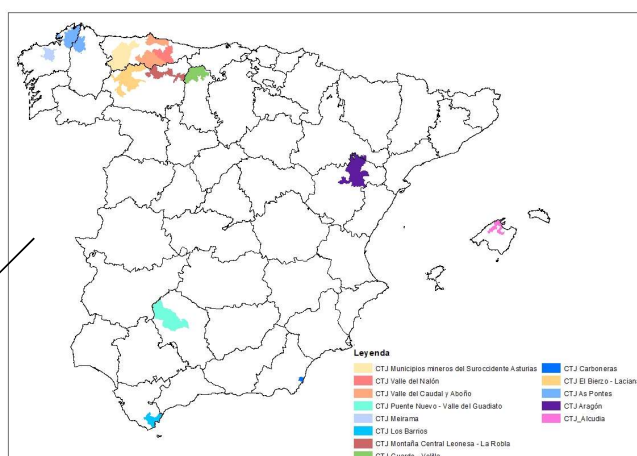 Leyenda
CTJ Municipios mineros del Suroccidente Asturias
CTJ Valle del Nalón
CTJ Valle del Caudal y Aboño
CTJ Puente Nuevo - Valle del Guadiato
CTJ Meirama
CTJ Los Barrios
CTJ Montaña Central Leonesa - La Robla
CTJ Carboneras
CTJ El Bierzo - Lacian
CTJ As Pontes
CTJ Aragón
CTJ_Alcudia